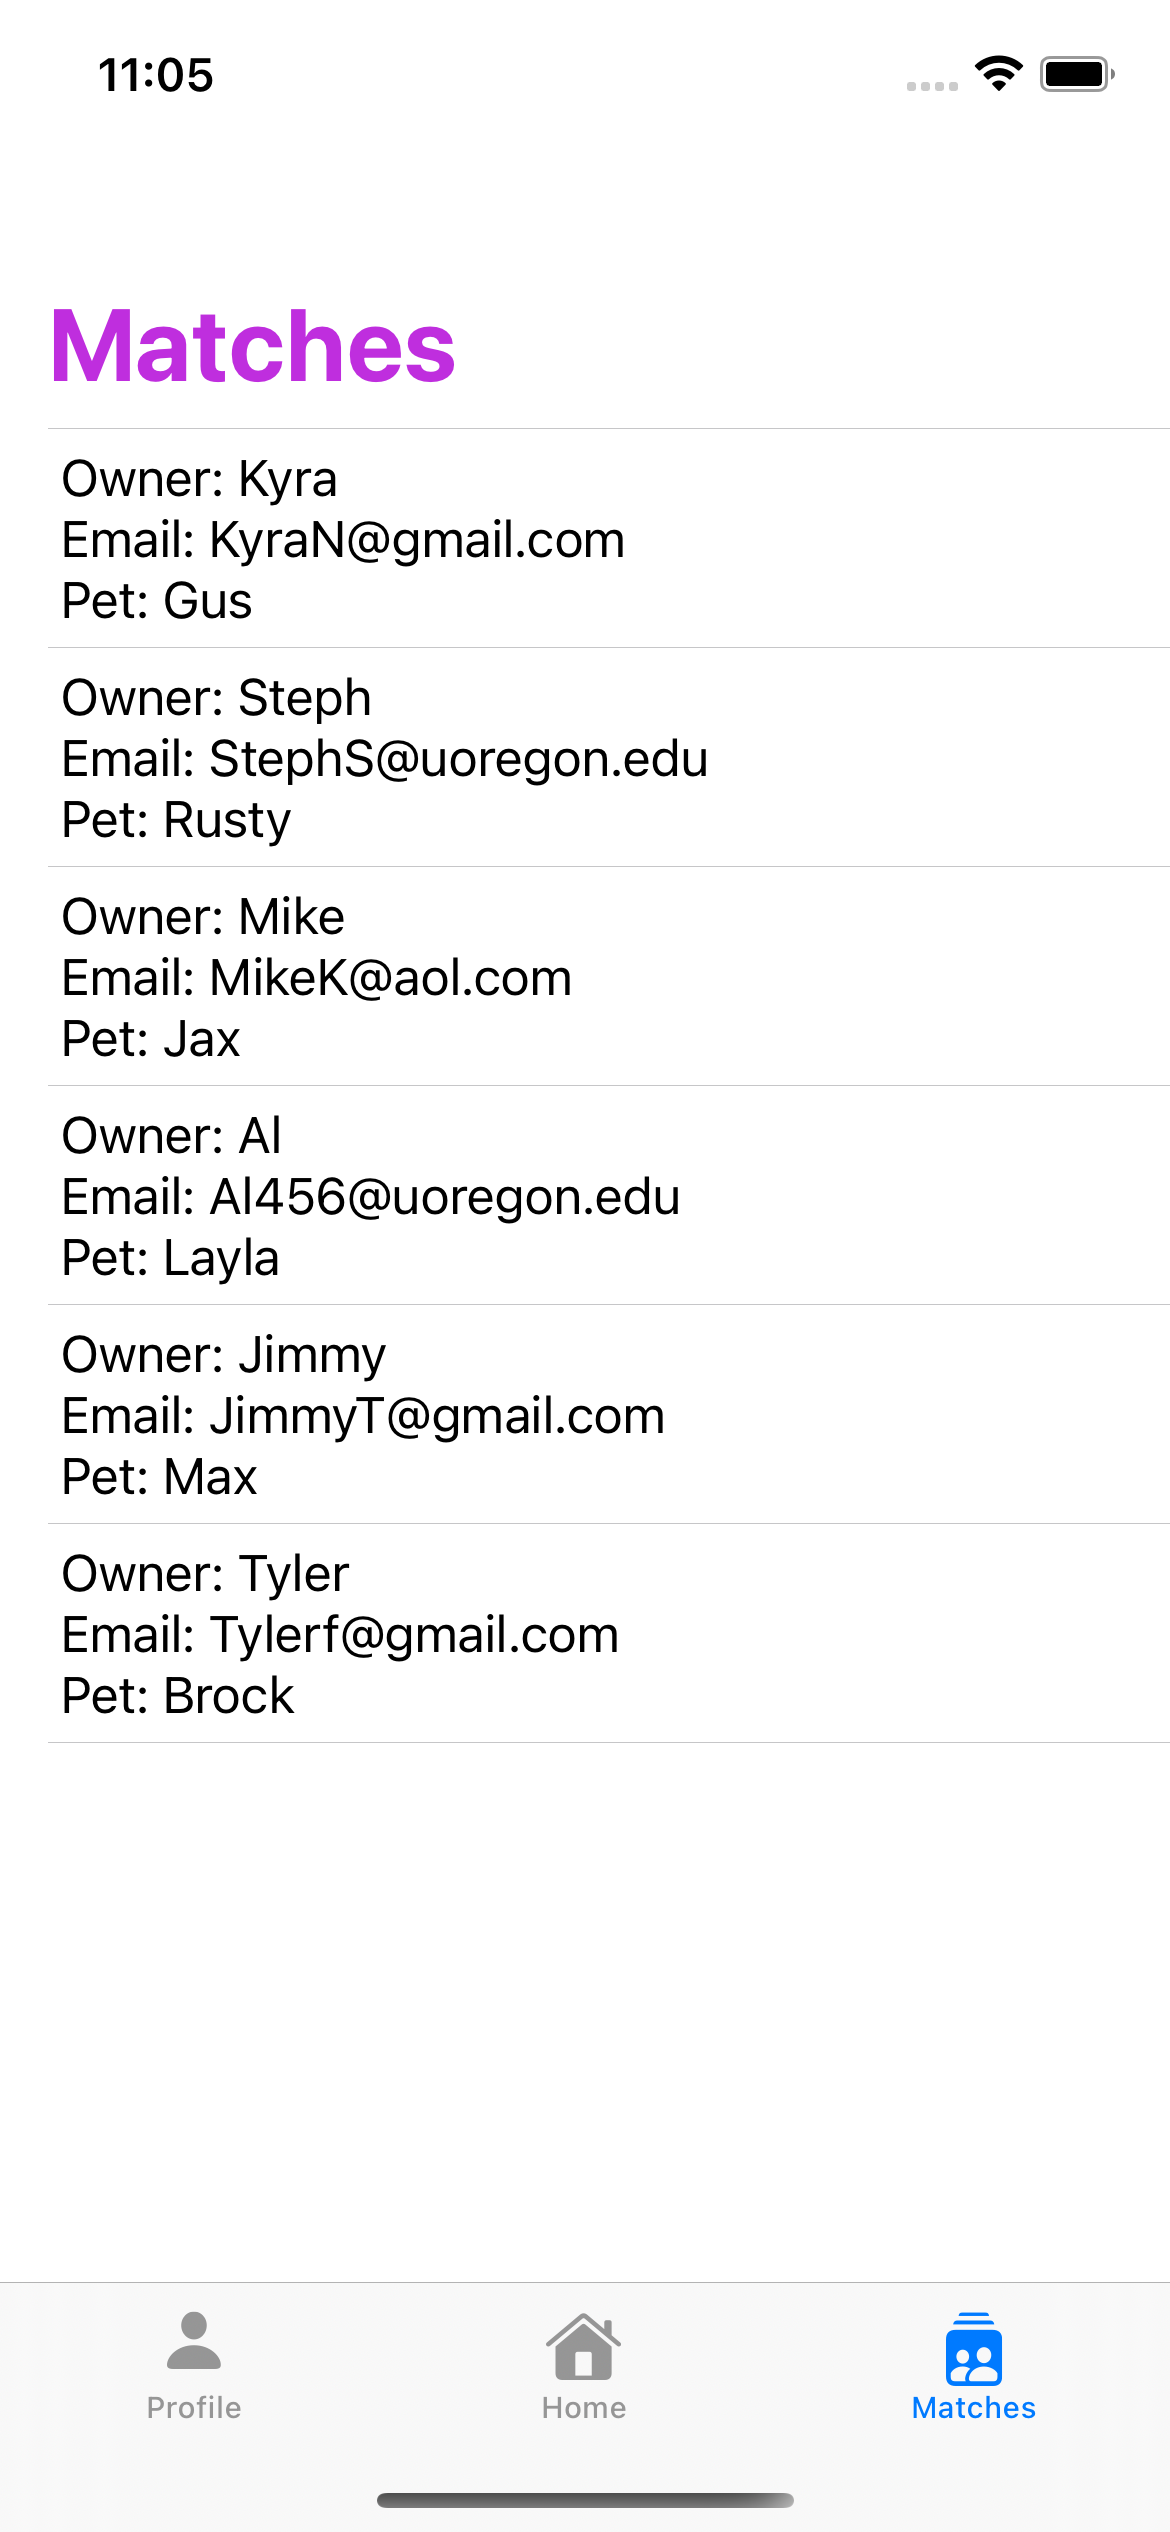 11:05
Matches
Owner: Kyra
Email: KyraN@gmail.com
Pet: Gus
Owner: Steph
Email: StephS@uoregon.edu
Pet: Rusty
Owner: Mike
Email: MikeK@aol.com
Pet: Jax
Owner: Al
Email: Al456@uoregon.edu
Pet: Layla
Owner: Jimmy
Email: JimmyT@gmail.com
Pet: Max
Owner: Tyler
Email: Tylerf@gmail.com
Pet: Brock
Profile
Home
Matches